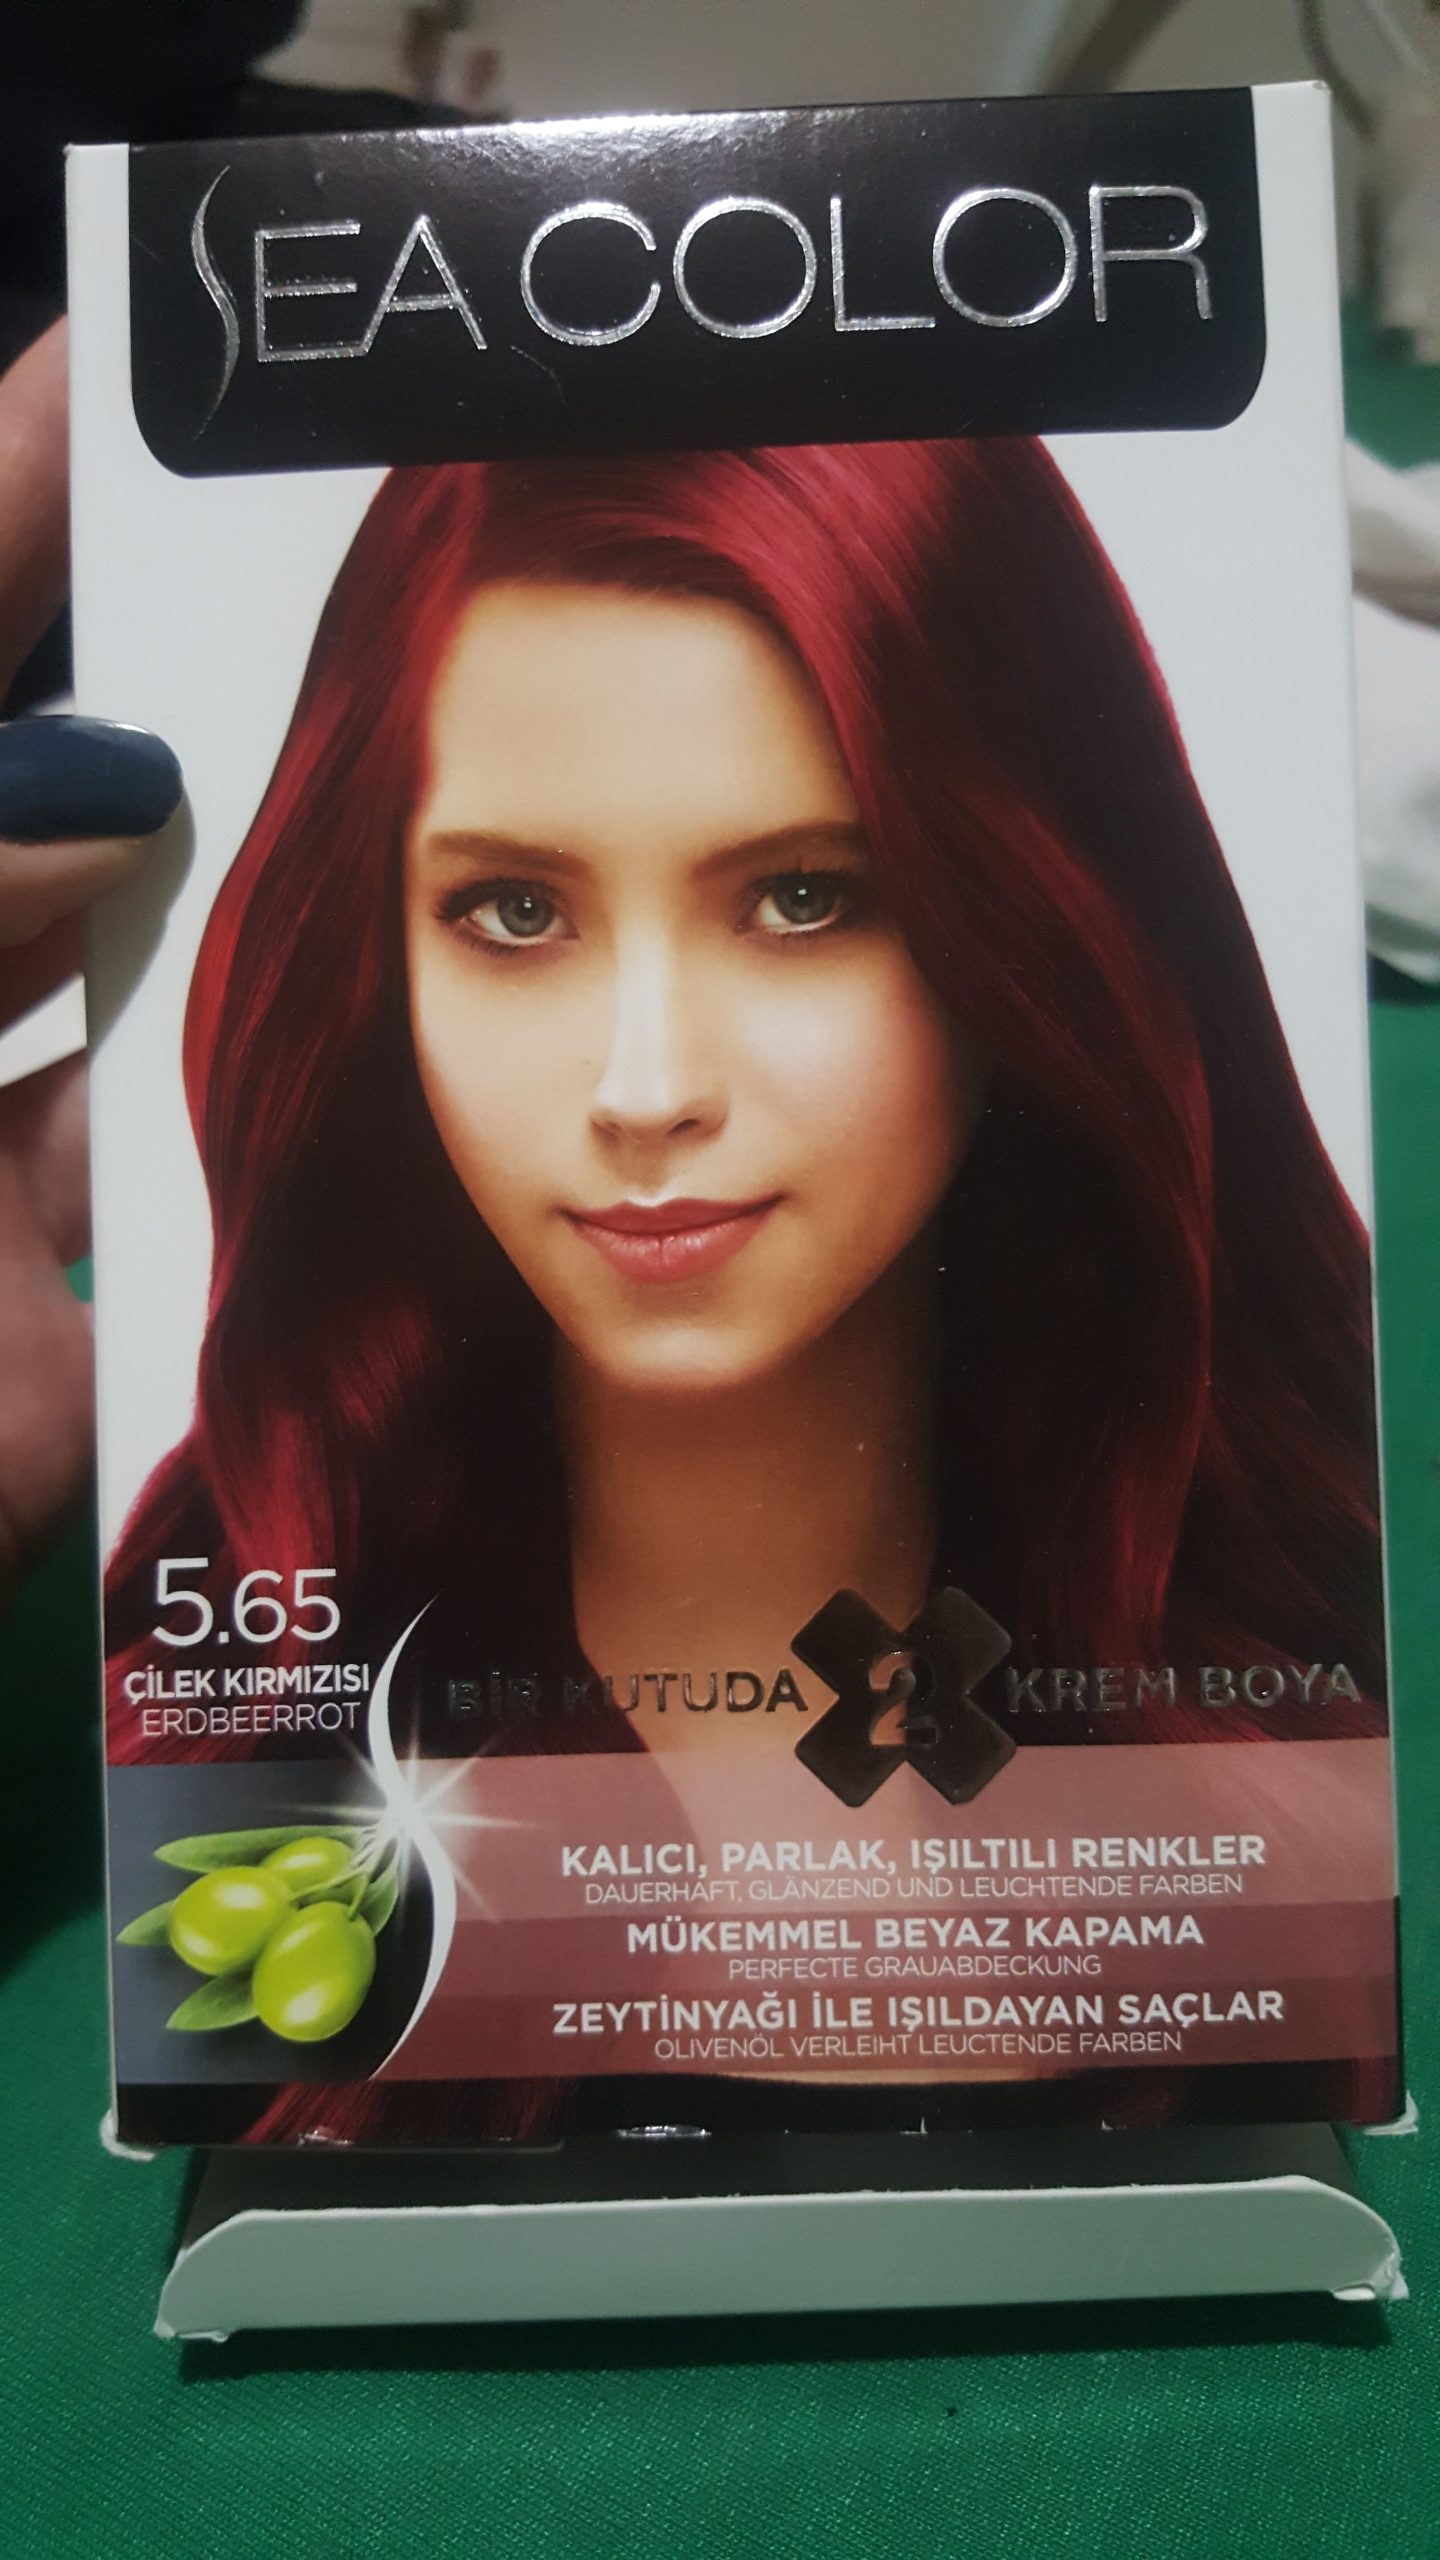 SEA COLOR
5.65
ÇİLEK KIRMIZISI
ERDBEERROT
BİR KUTUDA 2 KREM BOYA
KALICI, PARLAK, IŞILTILI RENKLER
DAUERHAFT, GLÄNZEND UND LEUCHTENDE FARBEN
MÜKEMMEL BEYAZ KAPAMA
PERFECTE GRAUABDECKUNG
ZEYTİNYAĞI İLE IŞILDAYAN SAÇLAR
OLIVENÖL VERLEIHT LEUCTENDE FARBEN